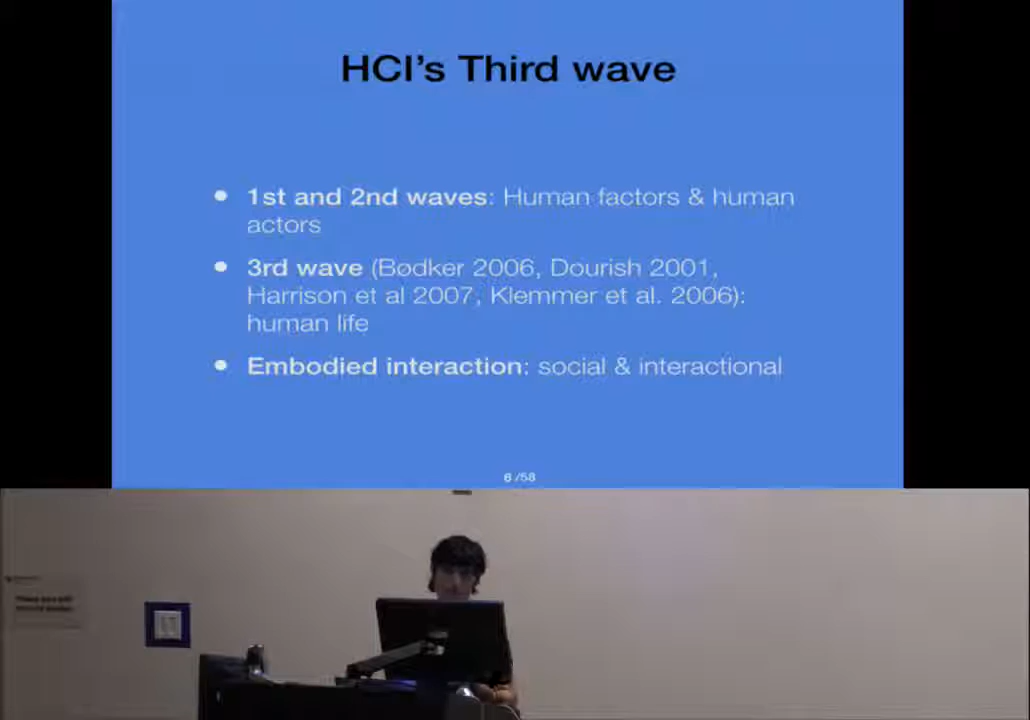 HCI's Third wave
• 1st and 2nd waves: Human factors & human
actors
• 3rd wave (Bødker 2006, Dourish 2001,
Harrison et al 2007, Klemmer et al. 2006):
human life
• Embodied interaction: social & interactional
6 /58